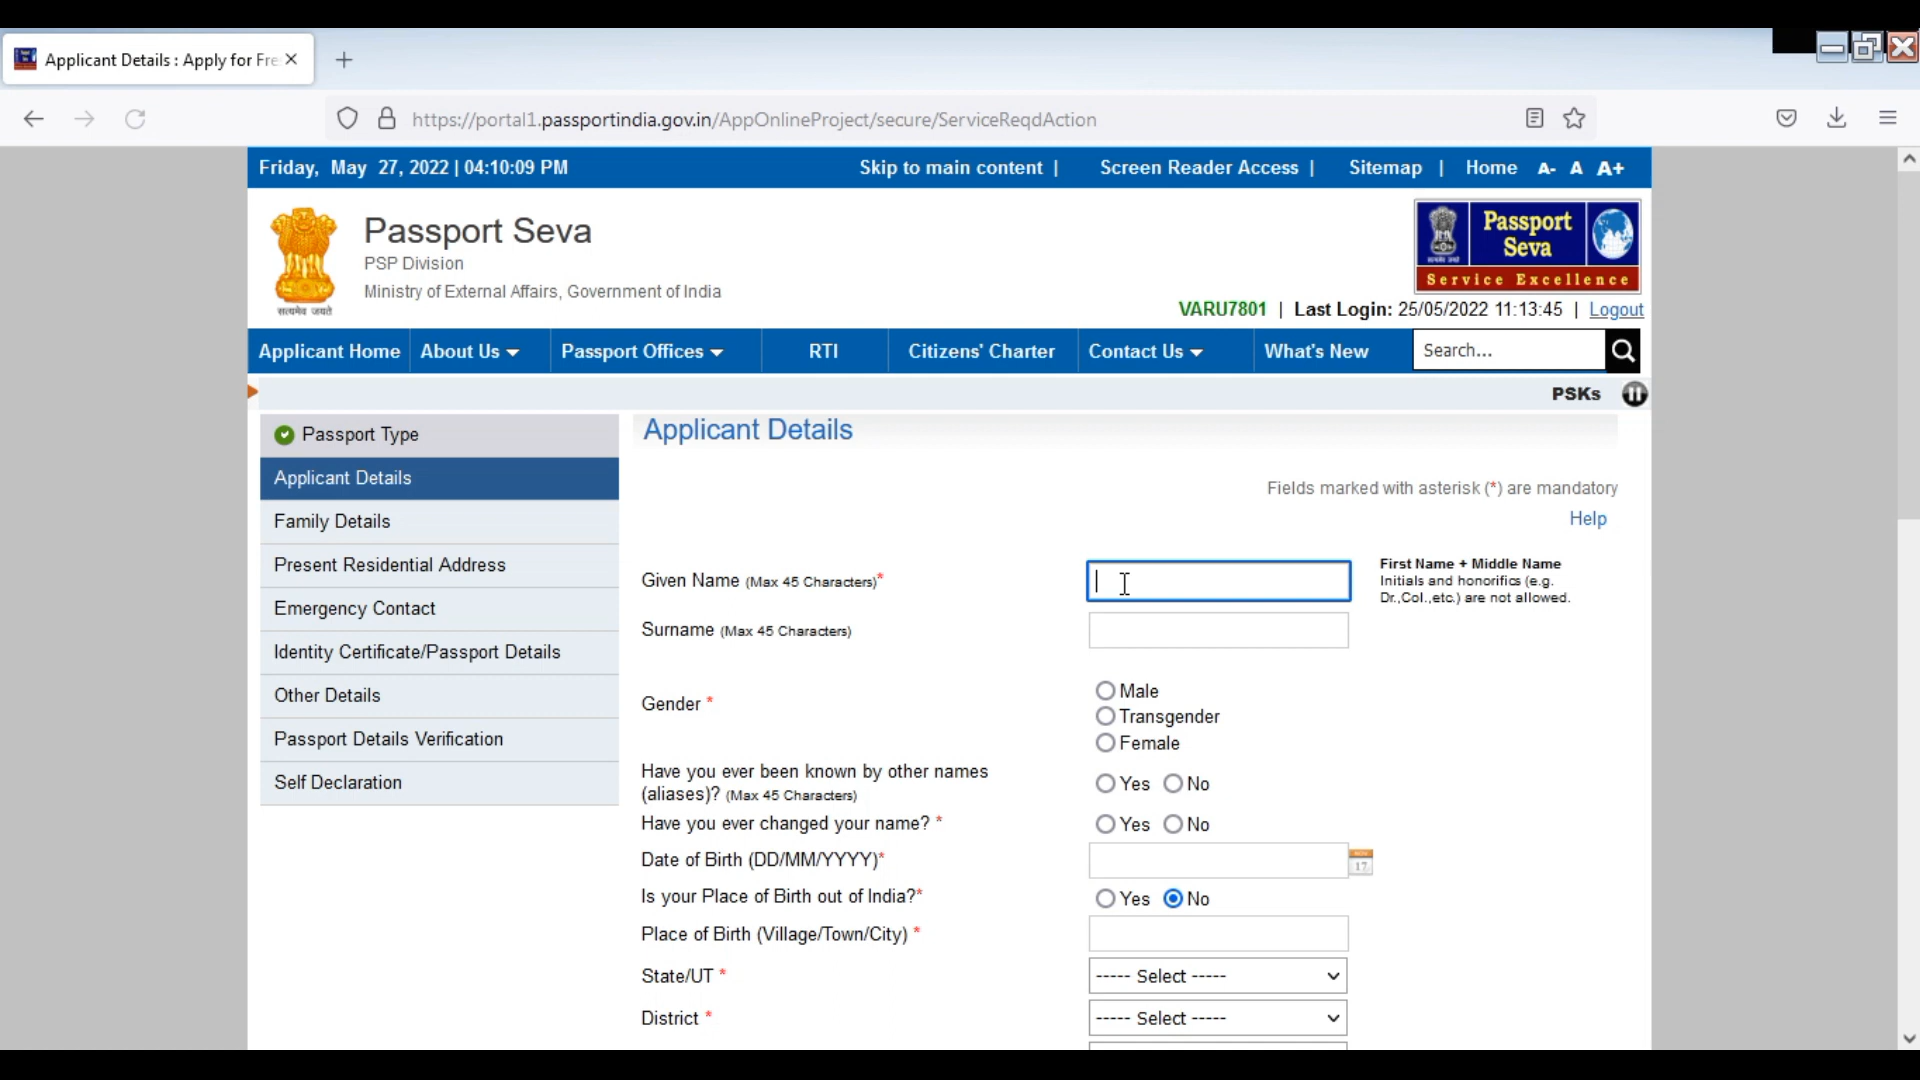 Applicant Details : Apply for Fre
https://portal1.passportindia.gov.in/AppOnlineProject/secure/ServiceReqdAction
Friday, May 27, 2022 | 04:10:09 PM
Skip to main content |
Screen Reader Access |
Sitemap |
Home
A- A A+
सत्यमेव जयते
Passport Seva
PSP Division
Ministry of External Affairs, Government of India
Passport
Seva
Service Excellence
VARU7801 | Last Login: 25/05/2022 11:13:45 | Logout
Applicant Home
About Us
Passport Offices
RTI
Citizens' Charter
Contact Us
What's New
Search...
PSKs
Passport Type
Applicant Details
Family Details
Present Residential Address
Emergency Contact
Identity Certificate/Passport Details
Other Details
Passport Details Verification
Self Declaration
Applicant Details
Fields marked with asterisk (*) are mandatory
Help
Given Name (Max 45 Characters)*
First Name + Middle Name
Initials and honorifics (e.g.
Dr.,Col.,etc.) are not allowed.
Surname (Max 45 Characters)
Gender *
Male
Transgender
Female
Have you ever been known by other names
(aliases)? (Max 45 Characters)
Yes No
Have you ever changed your name? *
Yes No
Date of Birth (DD/MM/YYYY)*
17
Is your Place of Birth out of India?*
Yes No
Place of Birth (Village/Town/City) *
State/UT *
----- Select -----
District *
----- Select -----